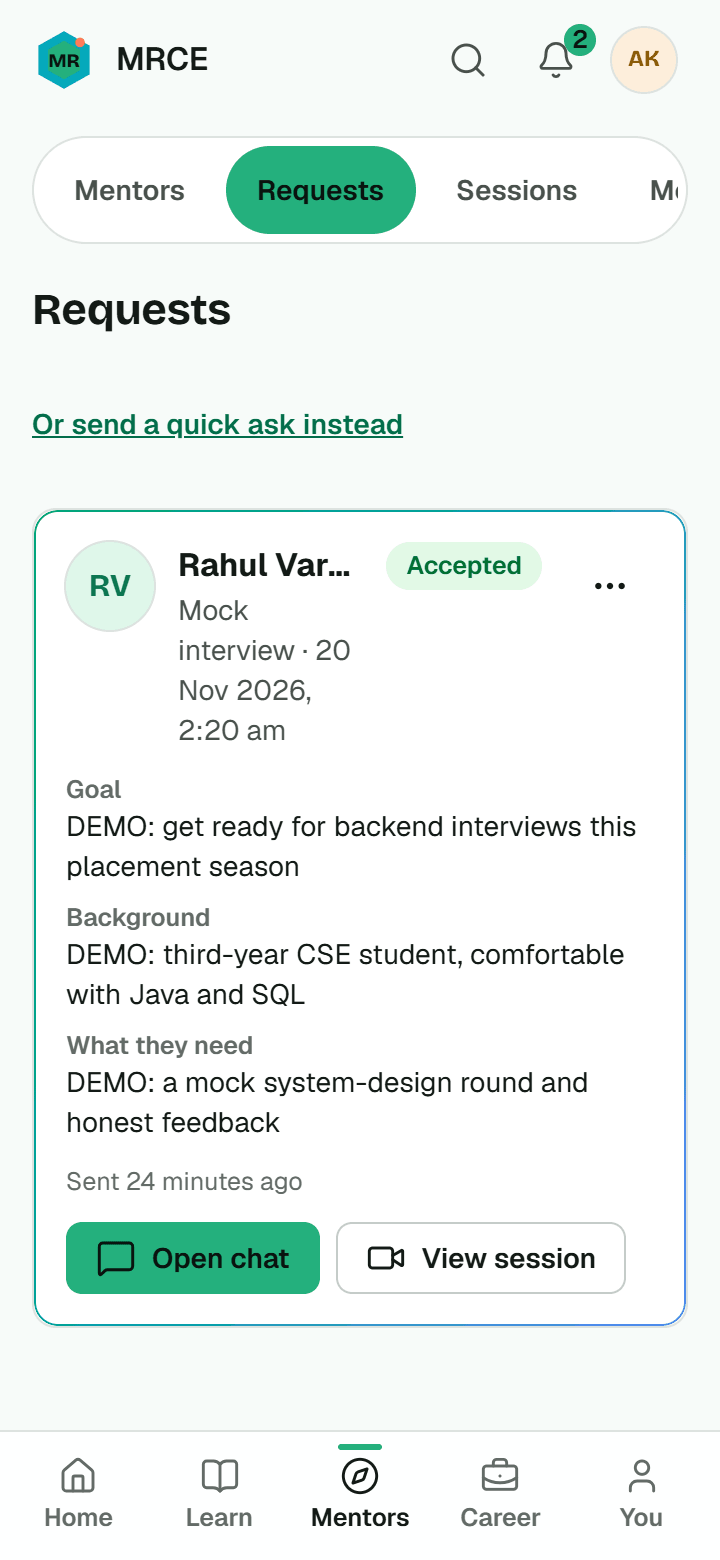 MR
MRCE
2
AK
Mentors
Requests
Sessions
Requests
Or send a quick ask instead
RV
Rahul Var...
Accepted
Mock
interview · 20
Nov 2026,
2:20 am
Goal
DEMO: get ready for backend interviews this
placement season
Background
DEMO: third-year CSE student, comfortable
with Java and SQL
What they need
DEMO: a mock system-design round and
honest feedback
Sent 24 minutes ago
Open chat
View session
Home
Learn
Mentors
Career
You